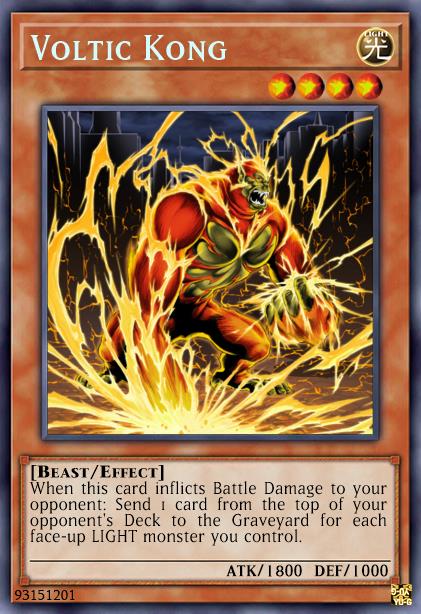 Voltic Kong
LIGHT
光
[Beast/Effect]
When this card inflicts Battle Damage to your
opponent: Send 1 card from the top of your
opponent's Deck to the Graveyard for each
face-up LIGHT monster you control.
ATK/1800 DEF/1000
93151201